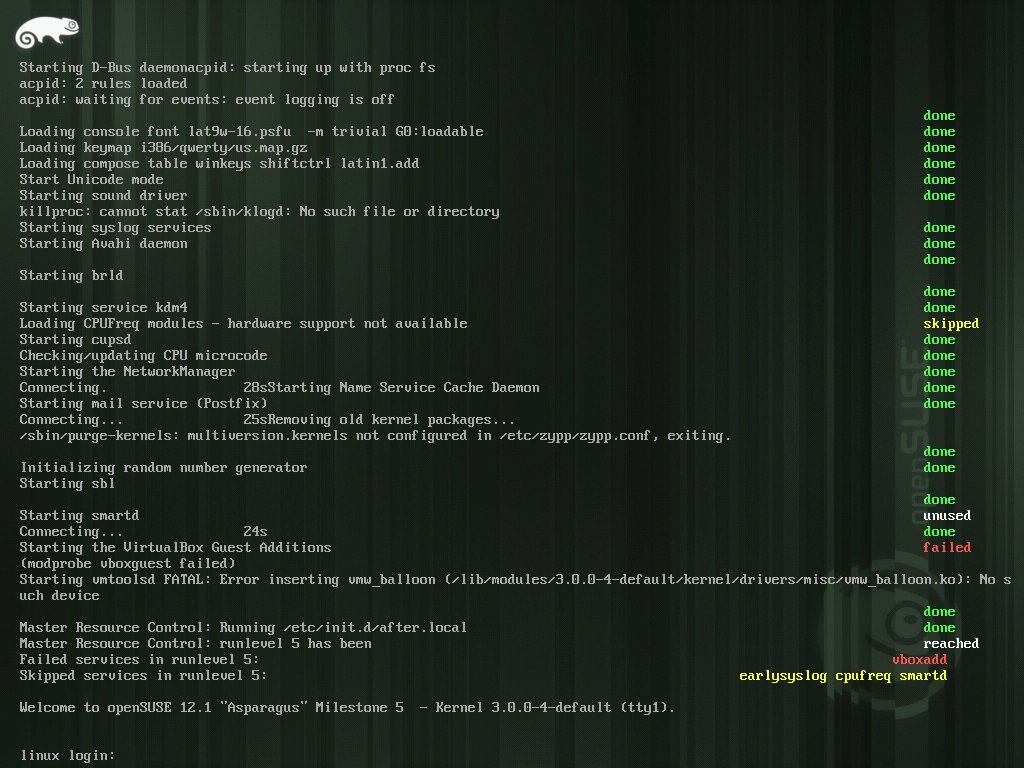 Starting D-Bus daemonacpid: starting up with proc fs
acpid: 2 rules loaded
acpid: waiting for events: event logging is off
done
Loading console font lat9w-16.psfu  -m trivial G0:loadable done
Loading keymap i386/qwerty/us.map.gz done
Loading compose table winkeys shiftctrl latin1.add done
Start Unicode mode done
Starting sound driver done
killproc: cannot stat /sbin/klogd: No such file or directory
Starting syslog services done
Starting Avahi daemon done
done
Starting brld
done
Starting service kdm4 done
Loading CPUFreq modules - hardware support not available skipped
Starting cupsd done
Checking/updating CPU microcode done
Starting the NetworkManager done
Connecting. 28sStarting Name Service Cache Daemon done
Starting mail service (Postfix) done
Connecting... 25sRemoving old kernel packages...
/sbin/purge-kernels: multiversion.kernels not configured in /etc/zypp/zypp.conf, exiting.
done
Initializing random number generator done
Starting sbl
done
Starting smartd unused
Connecting... 24s done
Starting the VirtualBox Guest Additions failed
(modprobe vboxguest failed)
Starting vmtoolsd FATAL: Error inserting vmw_balloon (/lib/modules/3.0.0-4-default/kernel/drivers/misc/vmw_balloon.ko): No s
uch device
done
Master Resource Control: Running /etc/init.d/after.local done
Master Resource Control: runlevel 5 has been reached
Failed services in runlevel 5: vboxadd
Skipped services in runlevel 5: earlysyslog cpufreq smartd
Welcome to openSUSE 12.1 "Asparagus" Milestone 5  - Kernel 3.0.0-4-default (tty1).
linux login:
openSUSE